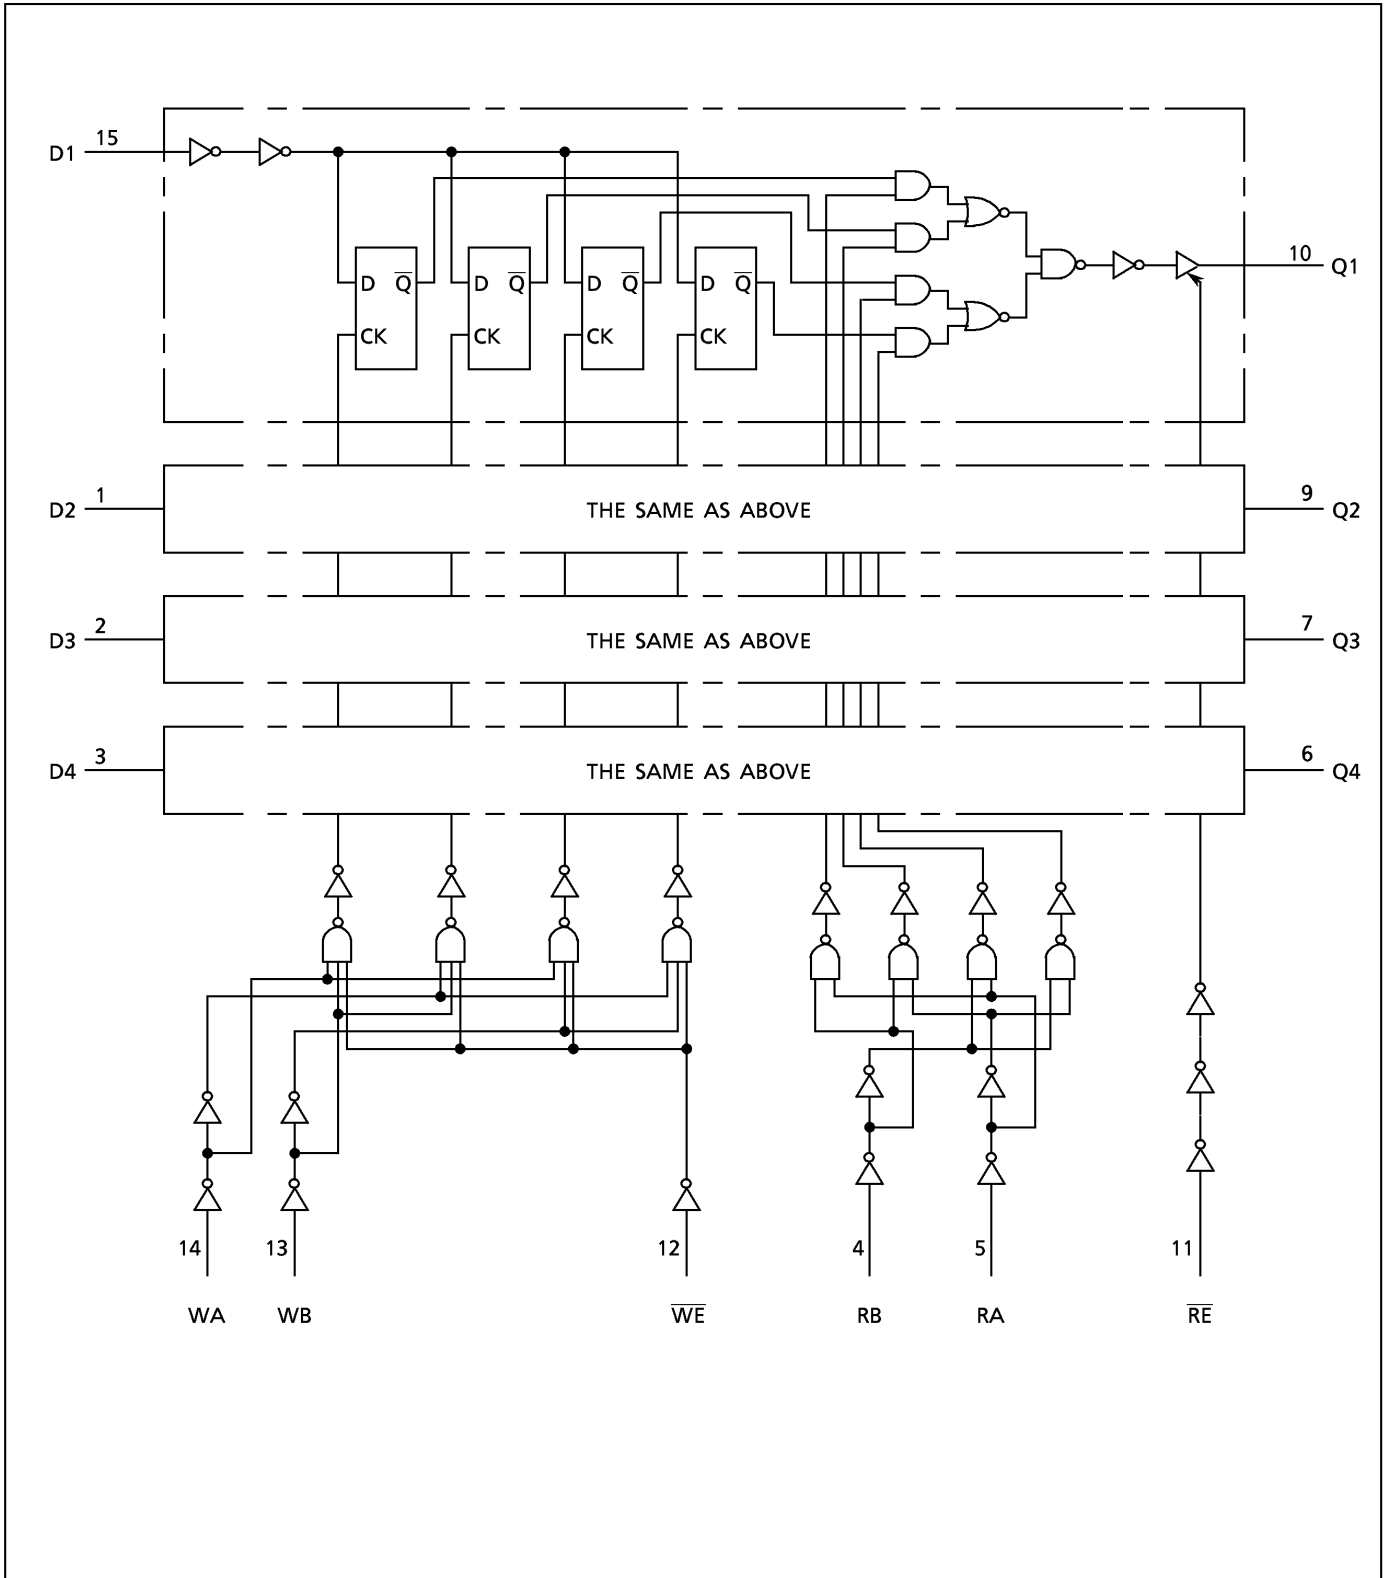 D1 15
D Q̅ D Q̅ D Q̅ D Q̅
10 Q1
CK CK CK CK
D2 1 THE SAME AS ABOVE 9 Q2
D3 2 THE SAME AS ABOVE 7 Q3
D4 3 THE SAME AS ABOVE 6 Q4
14 13 12 4 5 11
WA WB W̅E̅ RB RA R̅E̅